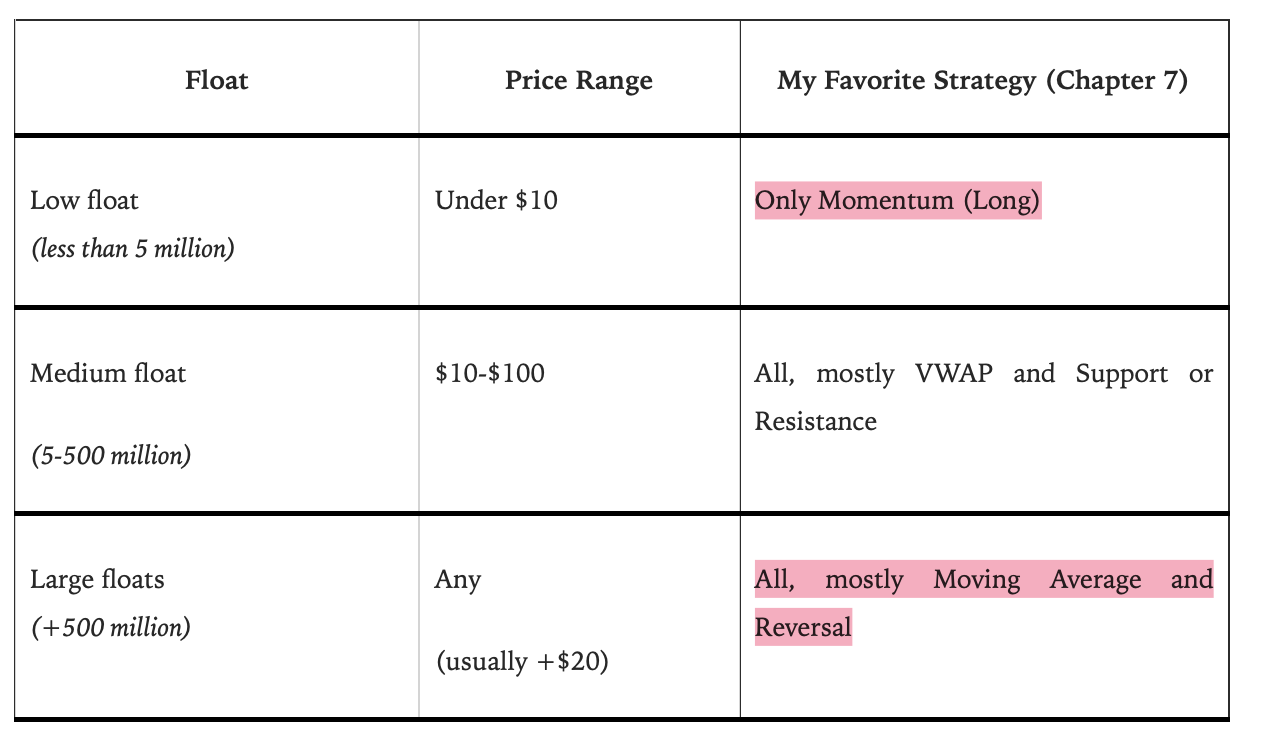 Float
Price Range
My Favorite Strategy (Chapter 7)
Low float
(less than 5 million)
Under $10
Only Momentum (Long)
Medium float
(5-500 million)
$10-$100
All, mostly VWAP and Support or
Resistance
Large floats
(+500 million)
Any
(usually +$20)
All, mostly Moving Average and
Reversal